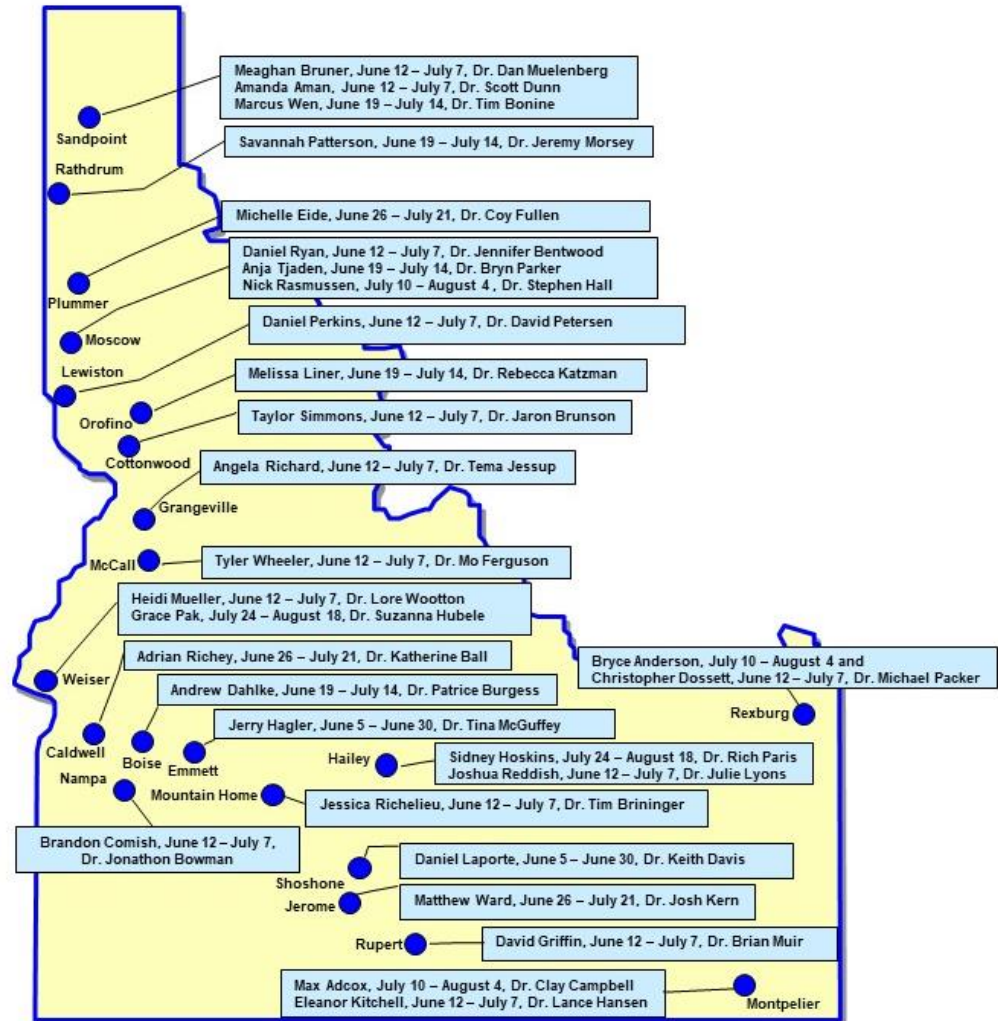 Meaghan Bruner, June 12 – July 7, Dr. Dan Muelenberg
Amanda Aman, June 12 – July 7, Dr. Scott Dunn
Marcus Wen, June 19 – July 14, Dr. Tim Bonine
Sandpoint
Savannah Patterson, June 19 – July 14, Dr. Jeremy Morsey
Rathdrum
Michelle Eide, June 26 – July 21, Dr. Coy Fullen
Plummer
Daniel Ryan, June 12 – July 7, Dr. Jennifer Bentwood
Anja Tjaden, June 19 – July 14, Dr. Bryn Parker
Nick Rasmussen, July 10 – August 4 , Dr. Stephen Hall
Moscow
Daniel Perkins, June 12 – July 7, Dr. David Petersen
Lewiston
Melissa Liner, June 19 – July 14, Dr. Rebecca Katzman
Orofino
Taylor Simmons, June 12 – July 7, Dr. Jaron Brunson
Cottonwood
Angela Richard, June 12 – July 7, Dr. Tema Jessup
Grangeville
Tyler Wheeler, June 12 – July 7, Dr. Mo Ferguson
McCall
Heidi Mueller, June 12 – July 7, Dr. Lore Wootton
Grace Pak, July 24 – August 18, Dr. Suzanna Hubele
Weiser
Adrian Richey, June 26 – July 21, Dr. Katherine Ball
Caldwell
Bryce Anderson, July 10 – August 4 and
Christopher Dossett, June 12 – July 7, Dr. Michael Packer
Rexburg
Andrew Dahlke, June 19 – July 14, Dr. Patrice Burgess
Boise
Jerry Hagler, June 5 – June 30, Dr. Tina McGuffey
Emmett
Hailey
Sidney Hoskins, July 24 – August 18, Dr. Rich Paris
Joshua Reddish, June 12 – July 7, Dr. Julie Lyons
Nampa
Mountain Home
Jessica Richelieu, June 12 – July 7, Dr. Tim Brininger
Brandon Comish, June 12 – July 7,
Dr. Jonathon Bowman
Shoshone
Daniel Laporte, June 5 – June 30, Dr. Keith Davis
Jerome
Matthew Ward, June 26 – July 21, Dr. Josh Kern
Rupert
David Griffin, June 12 – July 7, Dr. Brian Muir
Max Adcox, July 10 – August 4, Dr. Clay Campbell
Eleanor Kitchell, June 12 – July 7, Dr. Lance Hansen
Montpelier